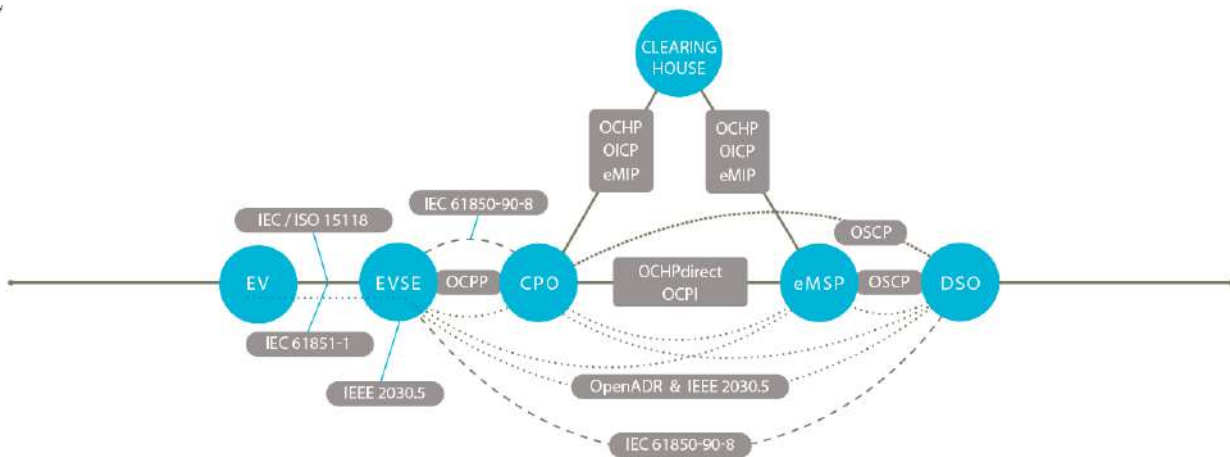 CLEARING
HOUSE
OCHP
OICP
eMIP
OCHP
OICP
eMIP
IEC 61850-90-8
IEC / ISO 15118
OSCP
EV
EVSE
OCPP
CPO
OCHPdirect
OCPI
eMSP
OSCP
DSO
IEC 61851-1
IEEE 2030.5
OpenADR & IEEE 2030.5
IEC 61850-90-8